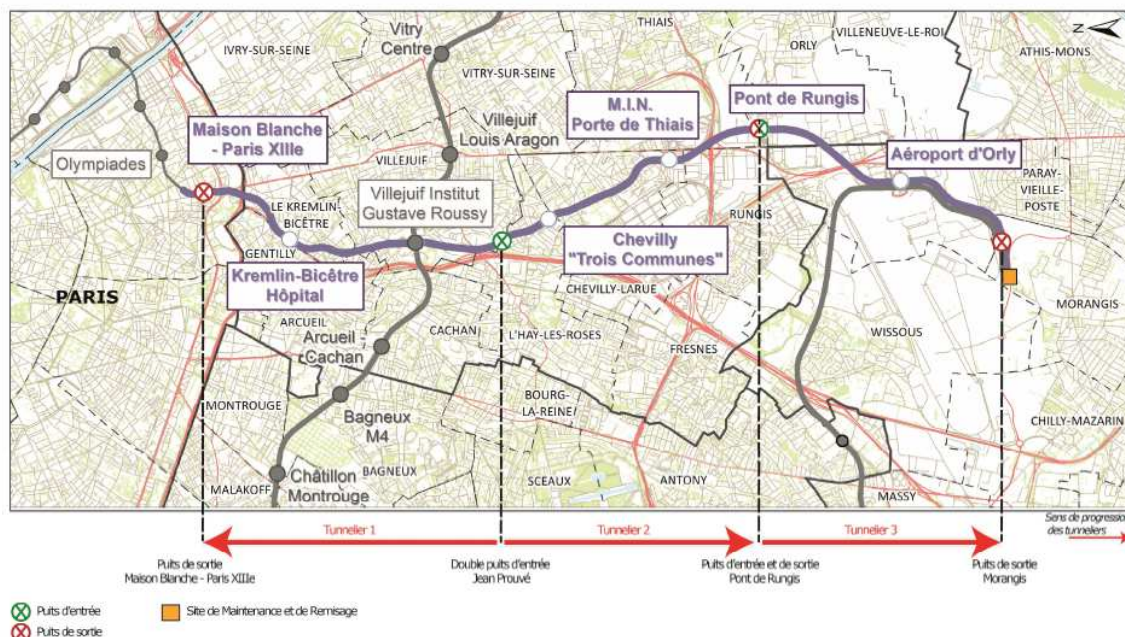 IVRY-SUR-SEINE
Vitry
Centre
VITRY-SUR-SEINE
THIAIS
ORLY
VILLENEUVE-LE-ROI
ATHIS-MONS
N
Maison Blanche
- Paris XIIIe
Olympiades
Villejuif
Louis Aragon
VILLEJUIF
M.I.N.
Porte de Thiais
Pont de Rungis
Aéroport d'Orly
PARAY-
VIEILLE-
POSTE
LE KREMLIN-
BICÊTRE
Villejuif Institut
Gustave Roussy
RUNGIS
GENTILLY
Kremlin-Bicêtre
Hôpital
Chevilly
"Trois Communes"
CHEVILLY-LARUE
PARIS
ARCUEIL
Arcueil -
Cachan
CACHAN
L'HAY-LES-ROSES
FRESNES
WISSOUS
MORANGIS
MONTROUGE
Bagneux
M4
BOURG-
LA-REINE
CHILLY-MAZARIN
Châtillon
Montrouge
BAGNEUX
MALAKOFF
SCEAUX
ANTONY
MASSY
Tunnelier 1
Tunnelier 2
Tunnelier 3
Sens de progression
des tunneliers
Puits de sortie
Maison Blanche - Paris XIIIe
Double puits d'entrée
Jean Prouvé
Puits d'entrée et de sortie
Pont de Rungis
Puits de sortie
Morangis
Puits d'entrée
Site de Maintenance et de Remisage
Puits de sortie